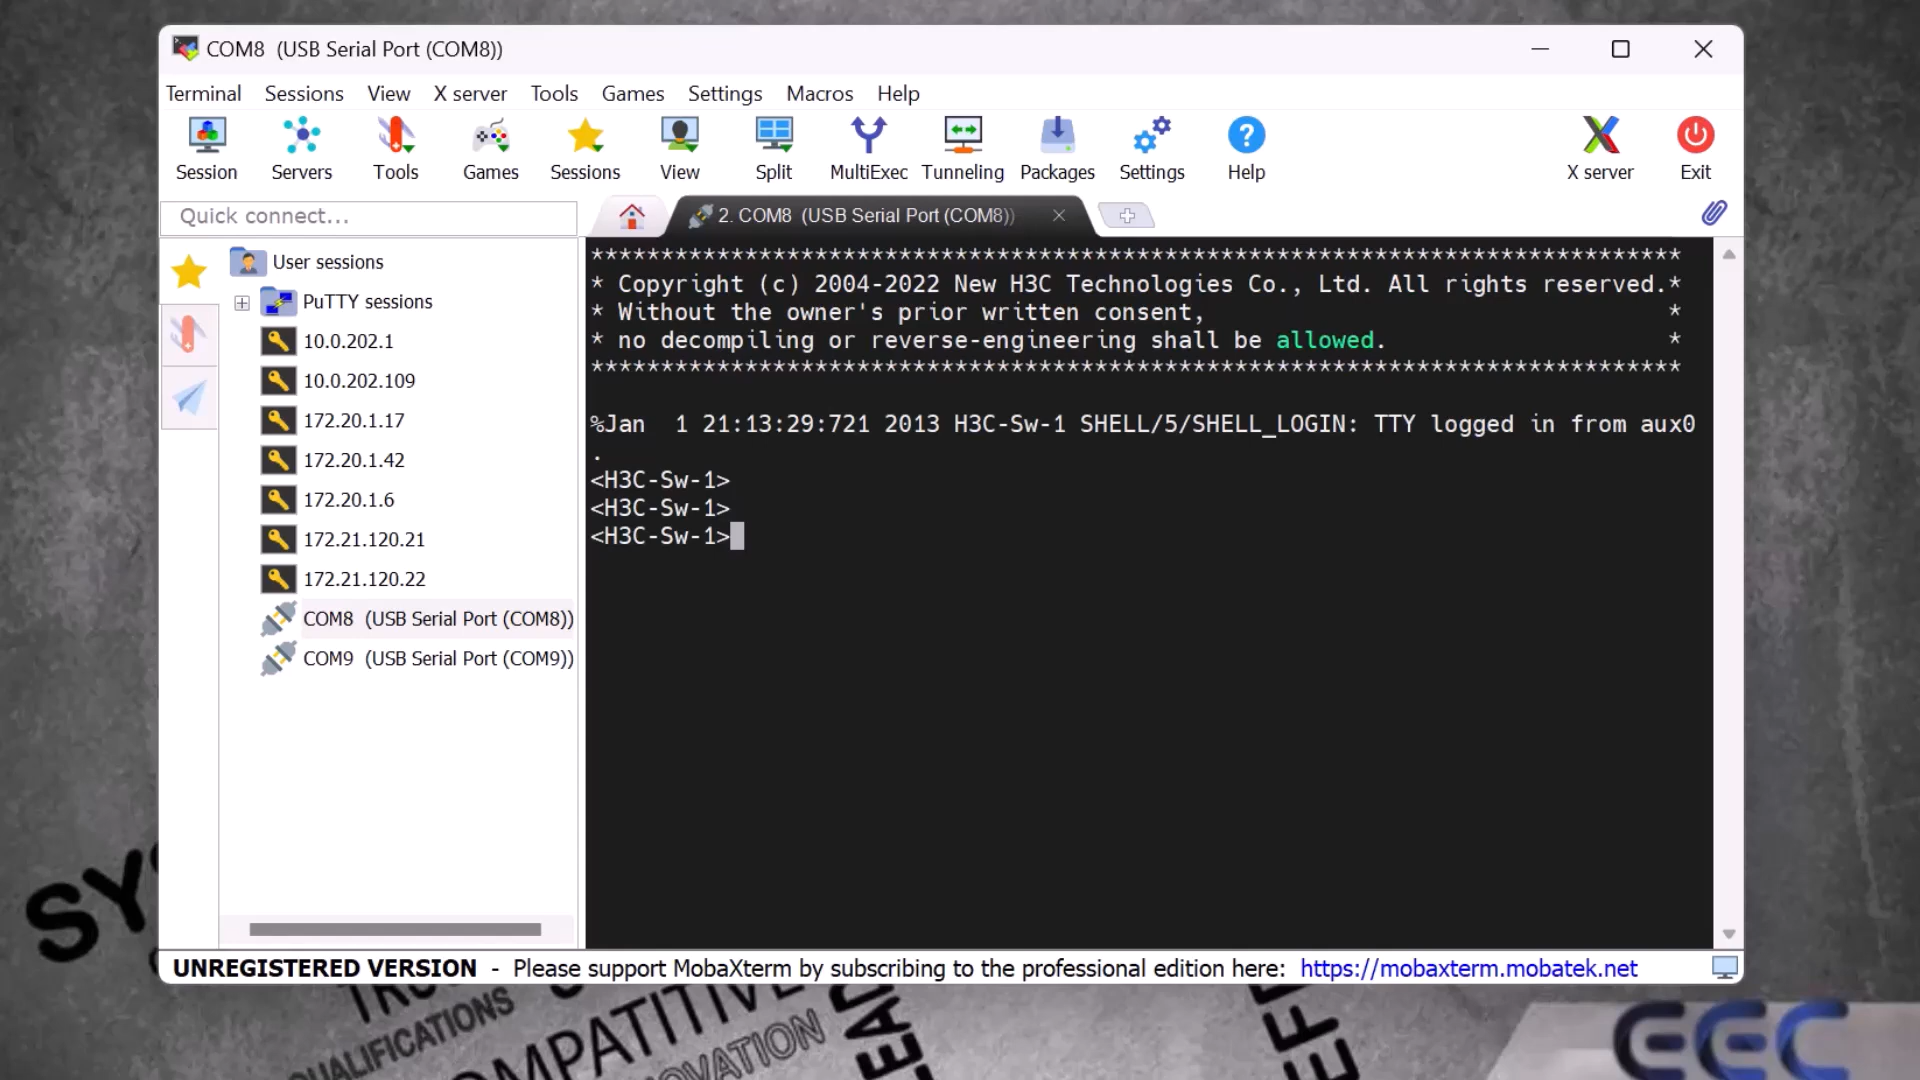 COM8  (USB Serial Port (COM8))
Terminal Sessions View X server Tools Games Settings Macros Help
Session Servers Tools Games Sessions View Split MultiExec Tunneling Packages Settings Help X server Exit
Quick connect...
2. COM8  (USB Serial Port (COM8))
User sessions
PuTTY sessions
10.0.202.1
10.0.202.109
172.20.1.17
172.20.1.42
172.20.1.6
172.21.120.21
172.21.120.22
COM8  (USB Serial Port (COM8))
COM9  (USB Serial Port (COM9))
******************************************************************************
* Copyright (c) 2004-2022 New H3C Technologies Co., Ltd. All rights reserved.*
* Without the owner's prior written consent,                                 *
* no decompiling or reverse-engineering shall be allowed.                    *
******************************************************************************
%Jan  1 21:13:29:721 2013 H3C-Sw-1 SHELL/5/SHELL_LOGIN: TTY logged in from aux0
.
<H3C-Sw-1>
<H3C-Sw-1>
<H3C-Sw-1>
UNREGISTERED VERSION - Please support MobaXterm by subscribing to the professional edition here: https://mobaxterm.mobatek.net
QUALIFICATIONS
EEC